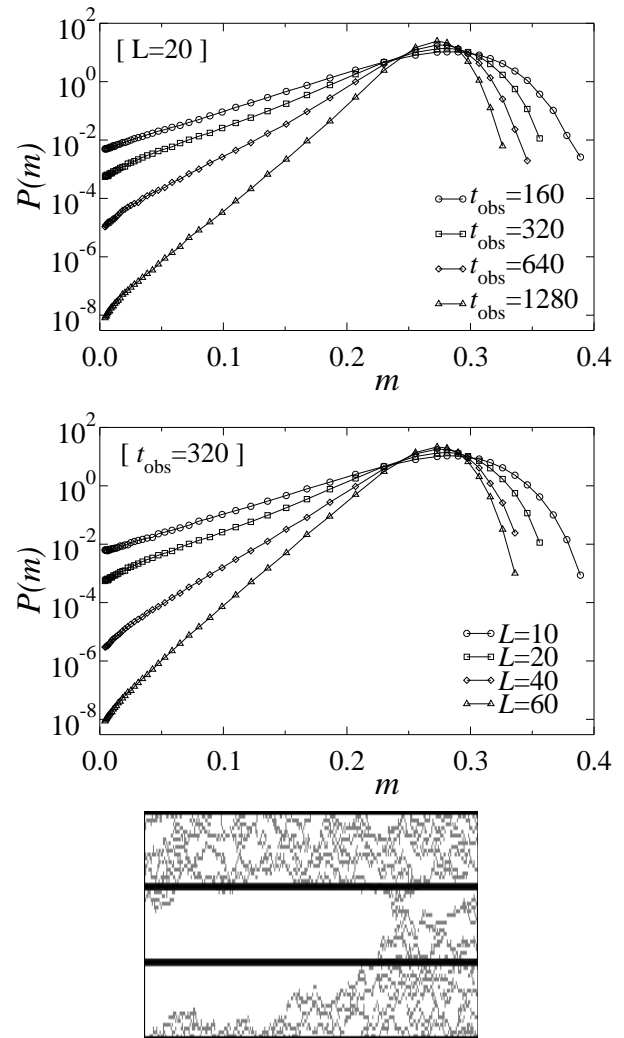 10^2
[ L=20 ]
10^0
10^-2
P(m)
10^-4
t_obs=160
t_obs=320
10^-6
t_obs=640
t_obs=1280
10^-8
0.0 0.1 0.2 0.3 0.4
m
10^2
[ t_obs=320 ]
10^0
10^-2
P(m)
10^-4
L=10
L=20
10^-6
L=40
L=60
10^-8
0.0 0.1 0.2 0.3 0.4
m